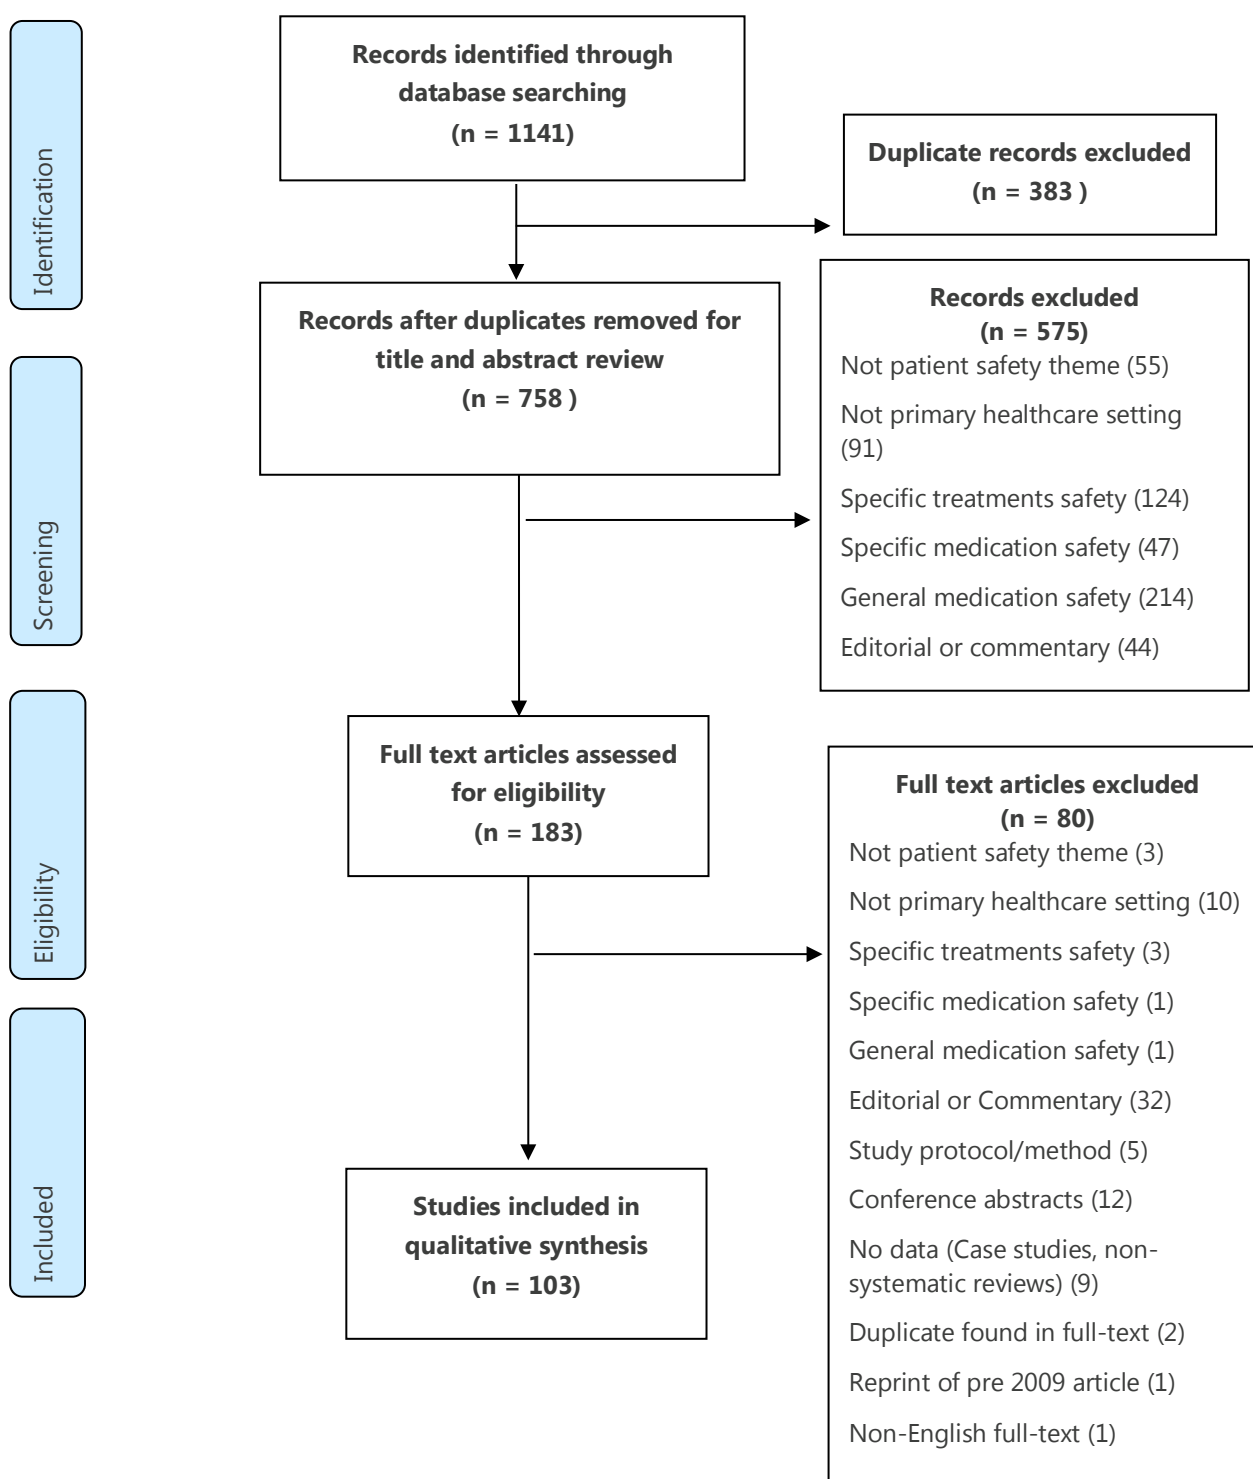 Identification
Records identified through
database searching
(n = 1141)
Duplicate records excluded
(n = 383 )
Records after duplicates removed for
title and abstract review
(n = 758 )
Screening
Records excluded
(n = 575)
Not patient safety theme (55)
Not primary healthcare setting
(91)
Specific treatments safety (124)
Specific medication safety (47)
General medication safety (214)
Editorial or commentary (44)
Eligibility
Full text articles assessed
for eligibility
(n = 183)
Full text articles excluded
(n = 80)
Not patient safety theme (3)
Not primary healthcare setting (10)
Specific treatments safety (3)
Specific medication safety (1)
General medication safety (1)
Editorial or Commentary (32)
Study protocol/method (5)
Conference abstracts (12)
No data (Case studies, non-
systematic reviews) (9)
Duplicate found in full-text (2)
Reprint of pre 2009 article (1)
Non-English full-text (1)
Included
Studies included in
qualitative synthesis
(n = 103)